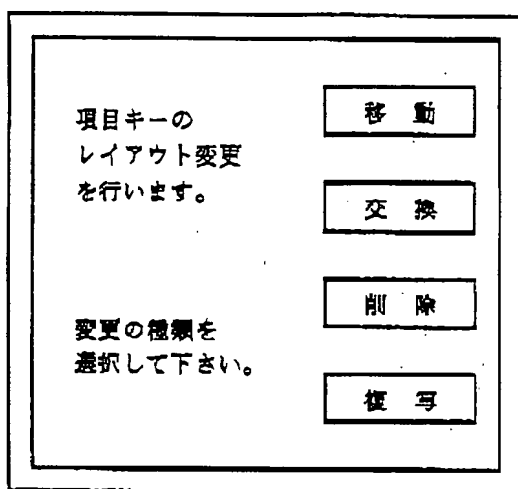 項目キーの
レイアウト変更
を行います。
変更の種類を
選択して下さい。
移 動
交 換
削 除
複 写